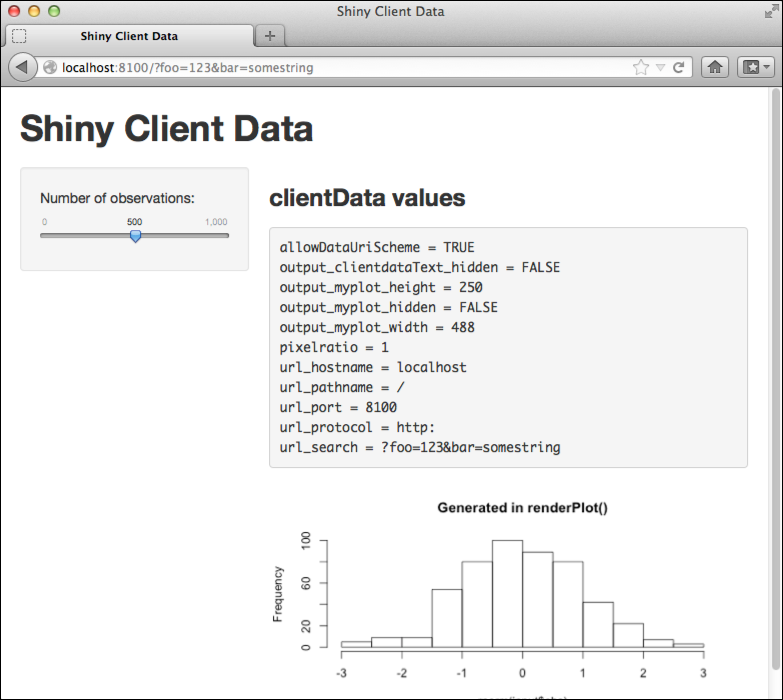 Shiny Client Data
Shiny Client Data
localhost:8100/?foo=123&bar=somestring
Shiny Client Data
Number of observations:
0 500 1,000
clientData values
allowDataUriScheme = TRUE
output_clientdataText_hidden = FALSE
output_myplot_height = 250
output_myplot_hidden = FALSE
output_myplot_width = 488
pixelratio = 1
url_hostname = localhost
url_pathname = /
url_port = 8100
url_protocol = http:
url_search = ?foo=123&bar=somestring
Generated in renderPlot()
Frequency
100
60
20
0
-3 -2 -1 0 1 2 3